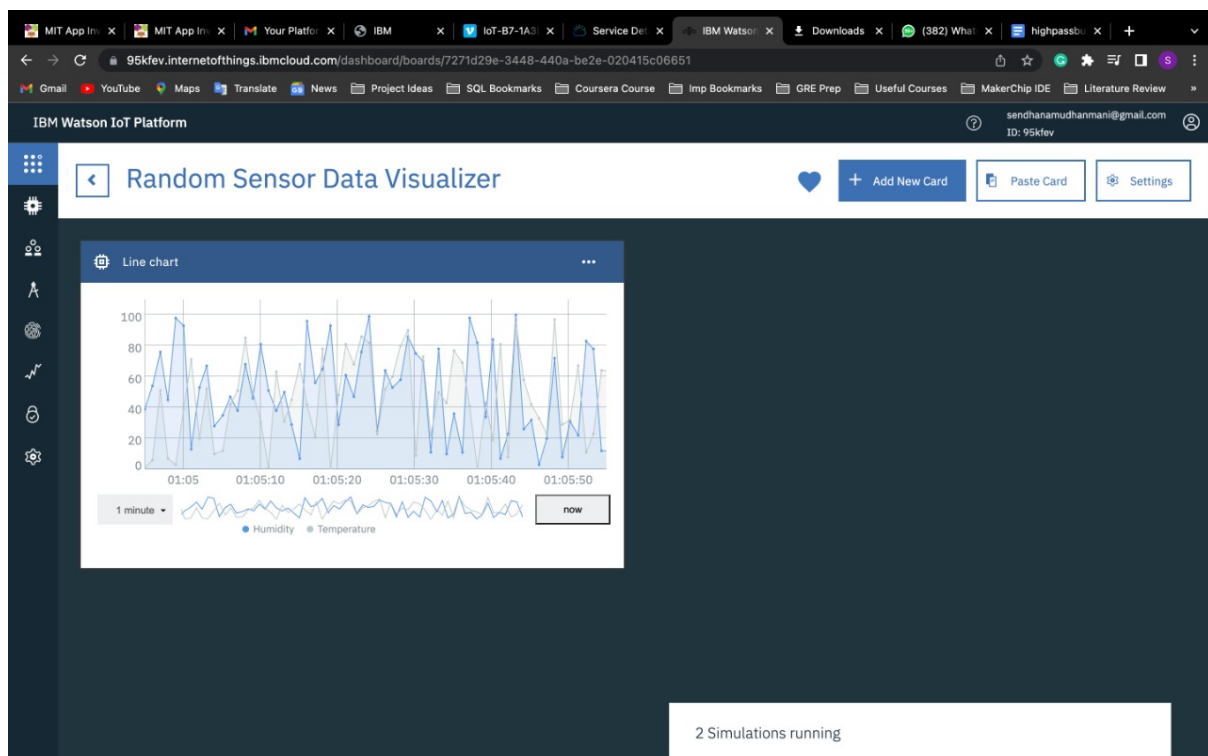 MIT App Inv
MIT App Inv
Your Platfor
IBM
IoT-B7-1A3
Service Det
IBM Watson
Downloads
(382) What
highpassbu
95kfev.internetofthings.ibmcloud.com/dashboard/boards/7271d29e-3448-440a-be2e-020415c06651
Gmail YouTube Maps Translate News Project Ideas SQL Bookmarks Coursera Course Imp Bookmarks GRE Prep Useful Courses MakerChip IDE Literature Review »
IBM Watson IoT Platform
sendhanamudhanmani@gmail.com
ID: 95kfev
Random Sensor Data Visualizer
+ Add New Card
Paste Card
Settings
Line chart
100
80
60
40
20
0
01:05 01:05:10 01:05:20 01:05:30 01:05:40 01:05:50
1 minute
now
Humidity Temperature
2 Simulations running